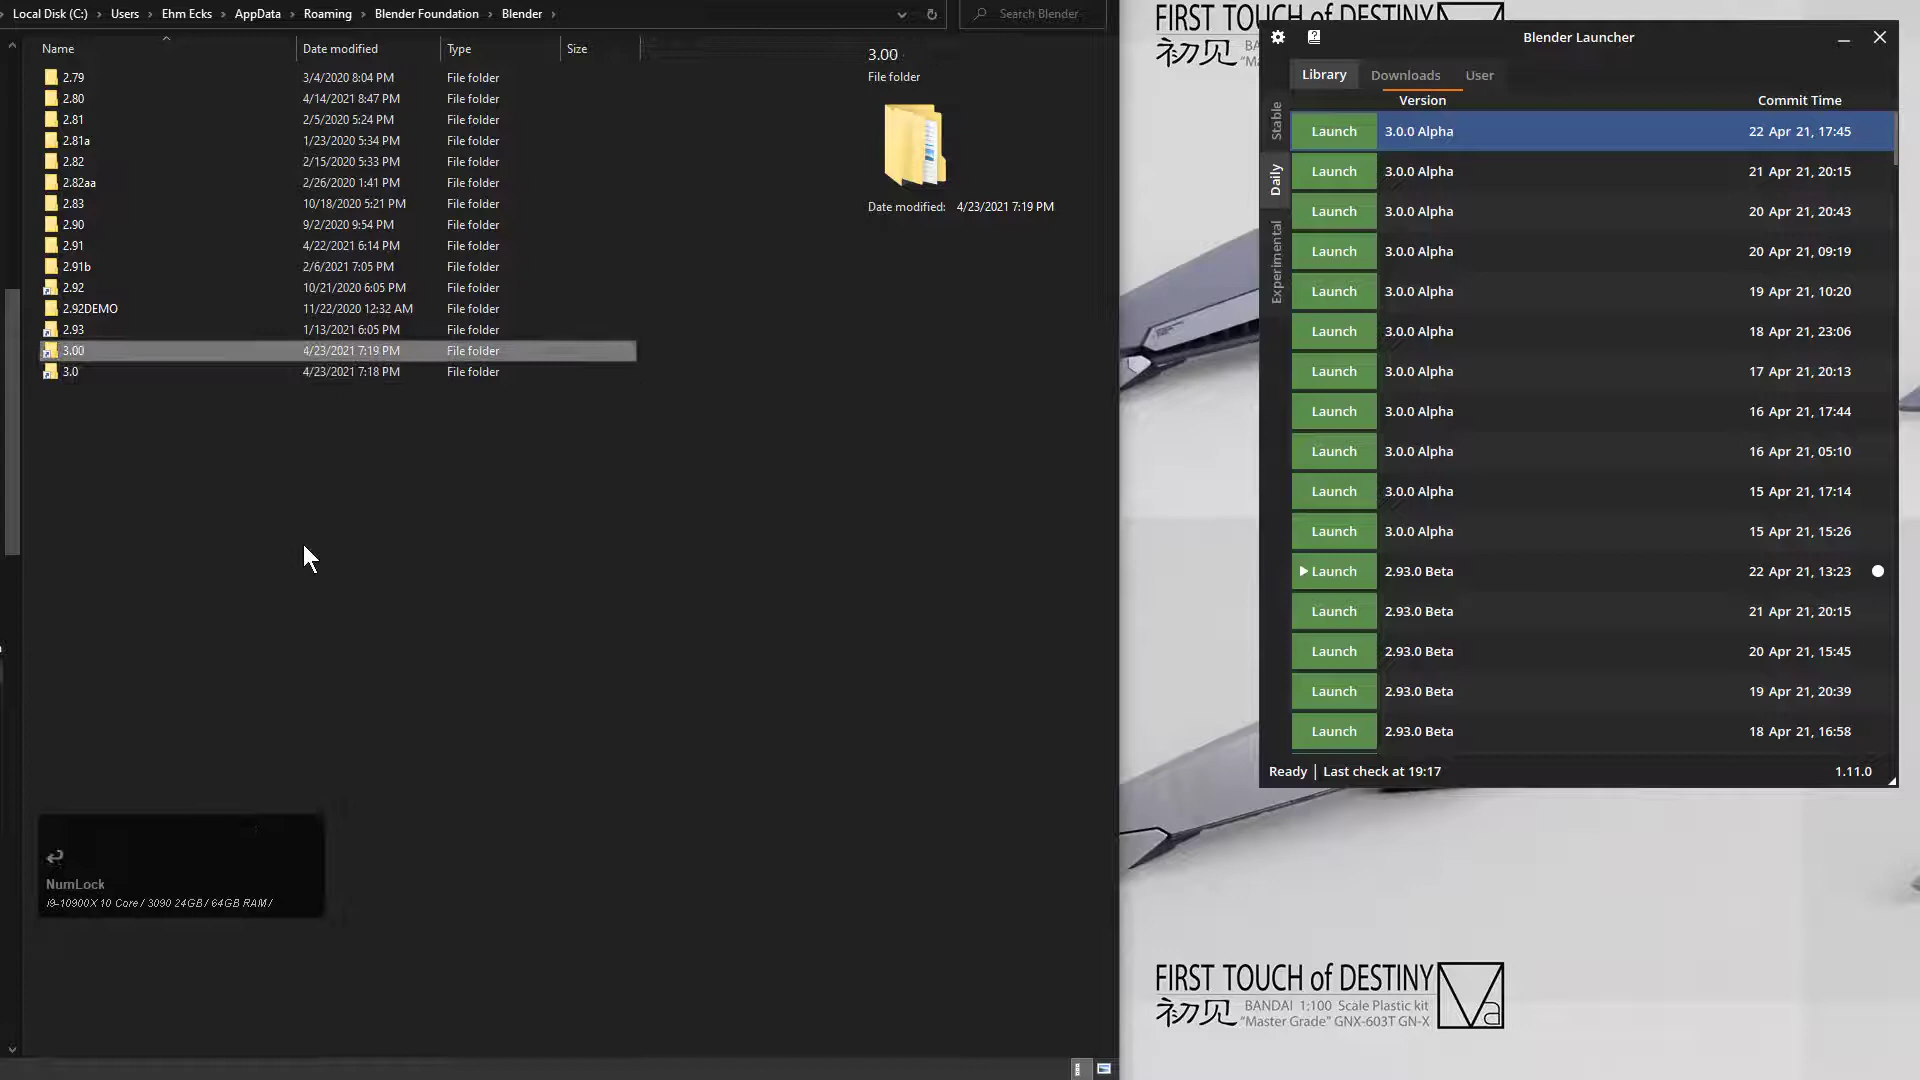 Local Disk (C:) › Users › Ehm Ecks › AppData › Roaming › Blender Foundation › Blender ›
Search Blender
Name Date modified Type Size
2.79 3/4/2020 8:04 PM File folder
2.80 4/14/2021 8:47 PM File folder
2.81 2/5/2020 5:24 PM File folder
2.81a 1/23/2020 5:34 PM File folder
2.82 2/15/2020 5:33 PM File folder
2.82aa 2/26/2020 1:41 PM File folder
2.83 10/18/2020 5:21 PM File folder
2.90 9/2/2020 9:54 PM File folder
2.91 4/22/2021 6:14 PM File folder
2.91b 2/6/2021 7:05 PM File folder
2.92 10/21/2020 6:05 PM File folder
2.92DEMO 11/22/2020 12:32 AM File folder
2.93 1/13/2021 6:05 PM File folder
3.00 4/23/2021 7:19 PM File folder
3.0 4/23/2021 7:18 PM File folder
3.00
File folder
Date modified: 4/23/2021 7:19 PM
NumLock
i9-10900X 10 Core / 3090 24GB / 64GB RAM /
FIRST TOUCH of DESTINY
初见 BA
"Ma
Blender Launcher
Library Downloads User
Stable
Daily
Experimental
Version Commit Time
Launch 3.0.0 Alpha 22 Apr 21, 17:45
Launch 3.0.0 Alpha 21 Apr 21, 20:15
Launch 3.0.0 Alpha 20 Apr 21, 20:43
Launch 3.0.0 Alpha 20 Apr 21, 09:19
Launch 3.0.0 Alpha 19 Apr 21, 10:20
Launch 3.0.0 Alpha 18 Apr 21, 23:06
Launch 3.0.0 Alpha 17 Apr 21, 20:13
Launch 3.0.0 Alpha 16 Apr 21, 17:44
Launch 3.0.0 Alpha 16 Apr 21, 05:10
Launch 3.0.0 Alpha 15 Apr 21, 17:14
Launch 3.0.0 Alpha 15 Apr 21, 15:26
Launch 2.93.0 Beta 22 Apr 21, 13:23
Launch 2.93.0 Beta 21 Apr 21, 20:15
Launch 2.93.0 Beta 20 Apr 21, 15:45
Launch 2.93.0 Beta 19 Apr 21, 20:39
Launch 2.93.0 Beta 18 Apr 21, 16:58
Ready | Last check at 19:17 1.11.0
FIRST TOUCH of DESTINY
初见 BANDAI 1:100 Scale Plastic kit
"Master Grade" GNX-603T GN-X
Va